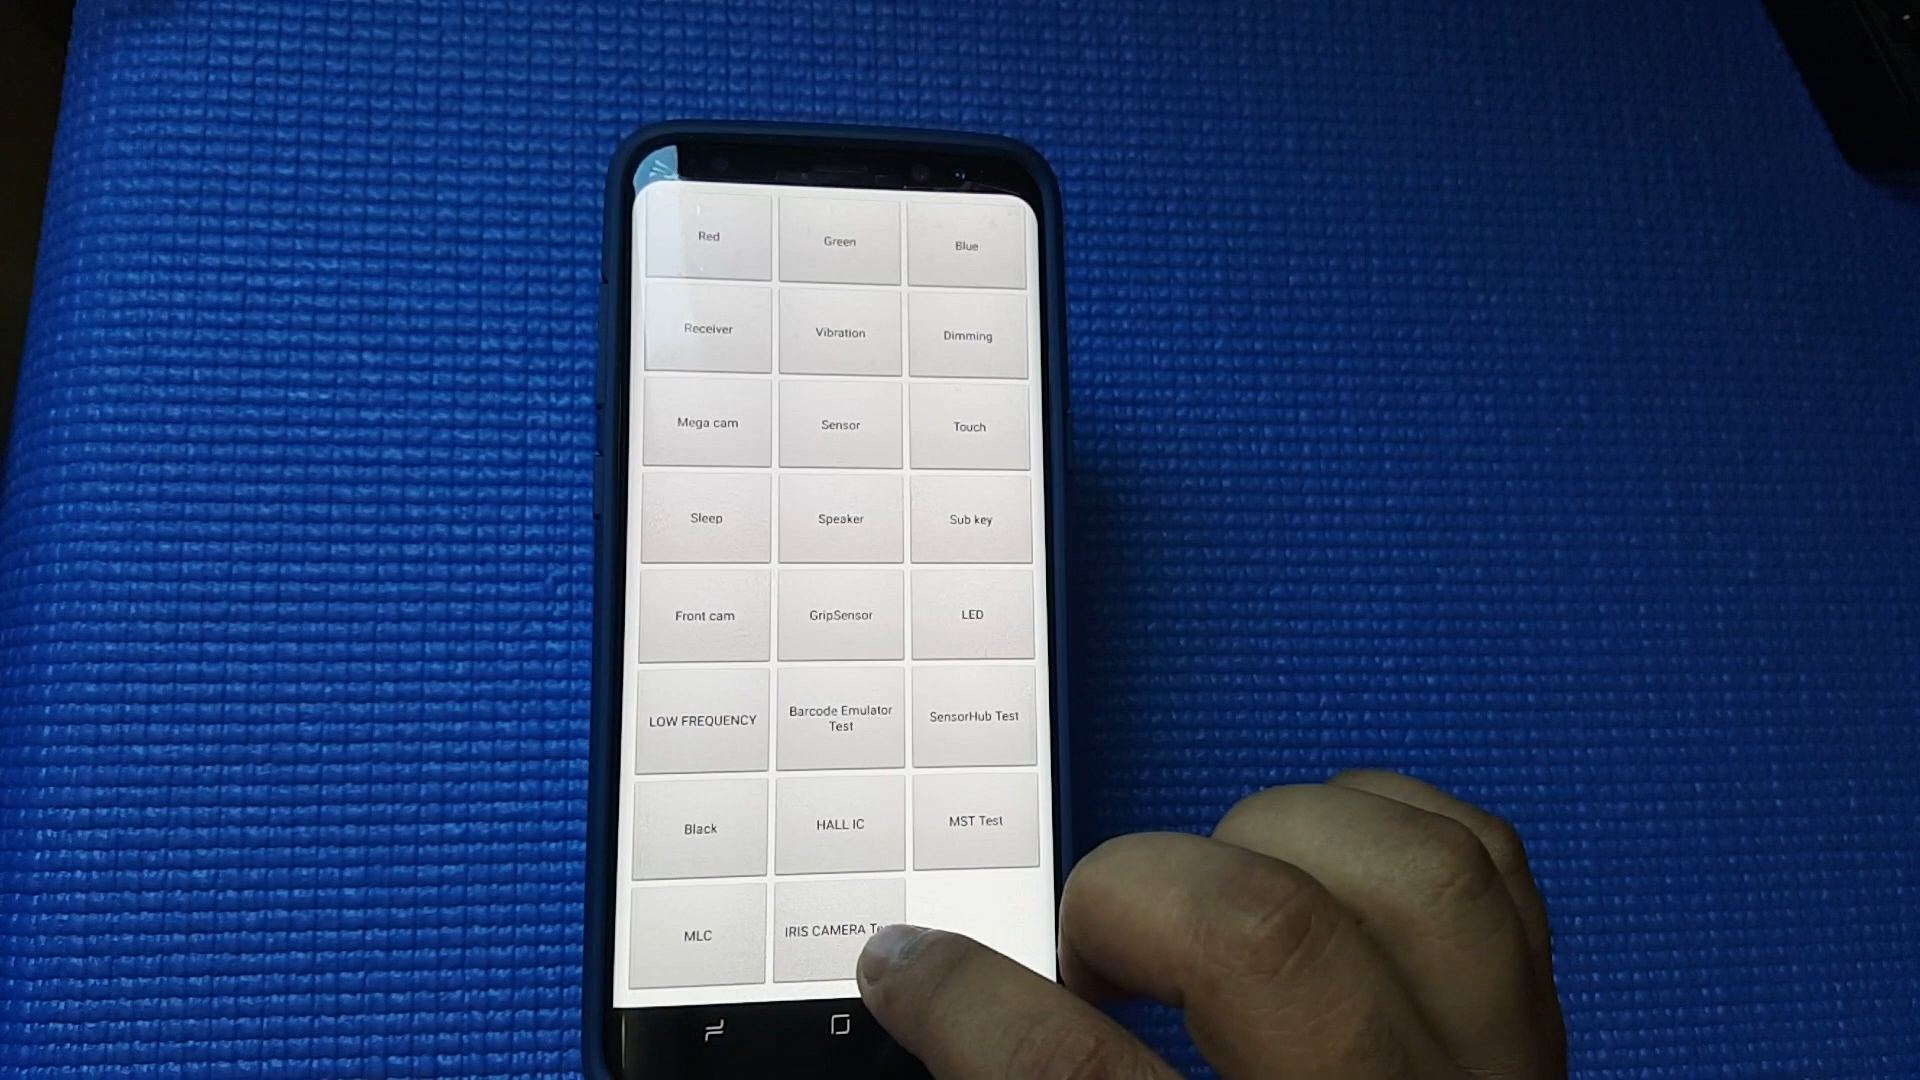 Red
Green
Blue
Receiver
Vibration
Dimming
Mega cam
Sensor
Touch
Sleep
Speaker
Sub key
Front cam
GripSensor
LED
LOW FREQUENCY
Barcode Emulator
Test
SensorHub Test
Black
HALL IC
MST Test
MLC
IRIS CAMERA